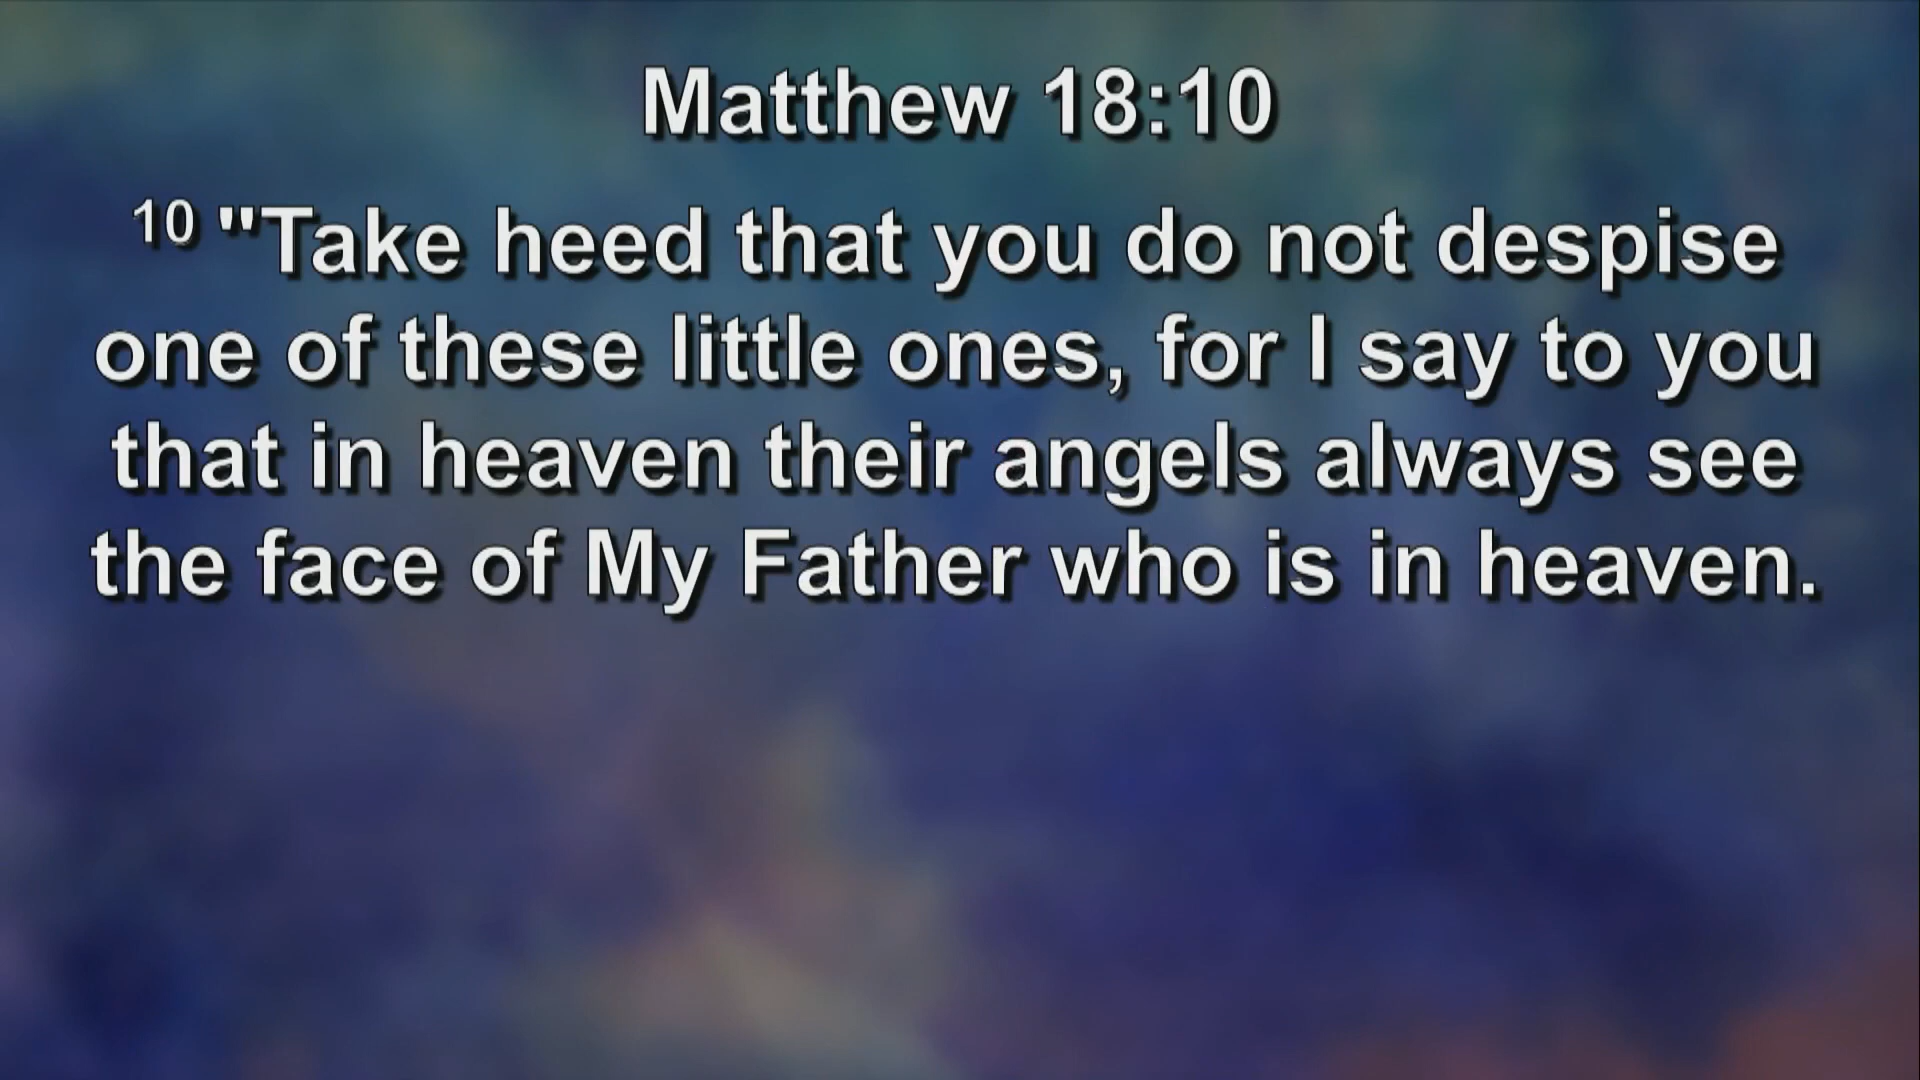 Matthew 18:10
10 "Take heed that you do not despise
one of these little ones, for I say to you
that in heaven their angels always see
the face of My Father who is in heaven.